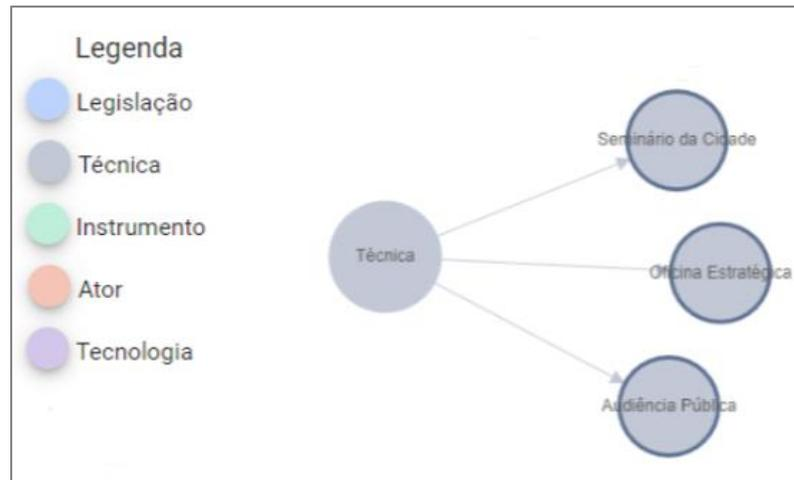 Legenda
Legislação
Técnica
Instrumento
Ator
Tecnologia
Técnica
Seminário da Cidade
Oficina Estratégica
Audiência Pública